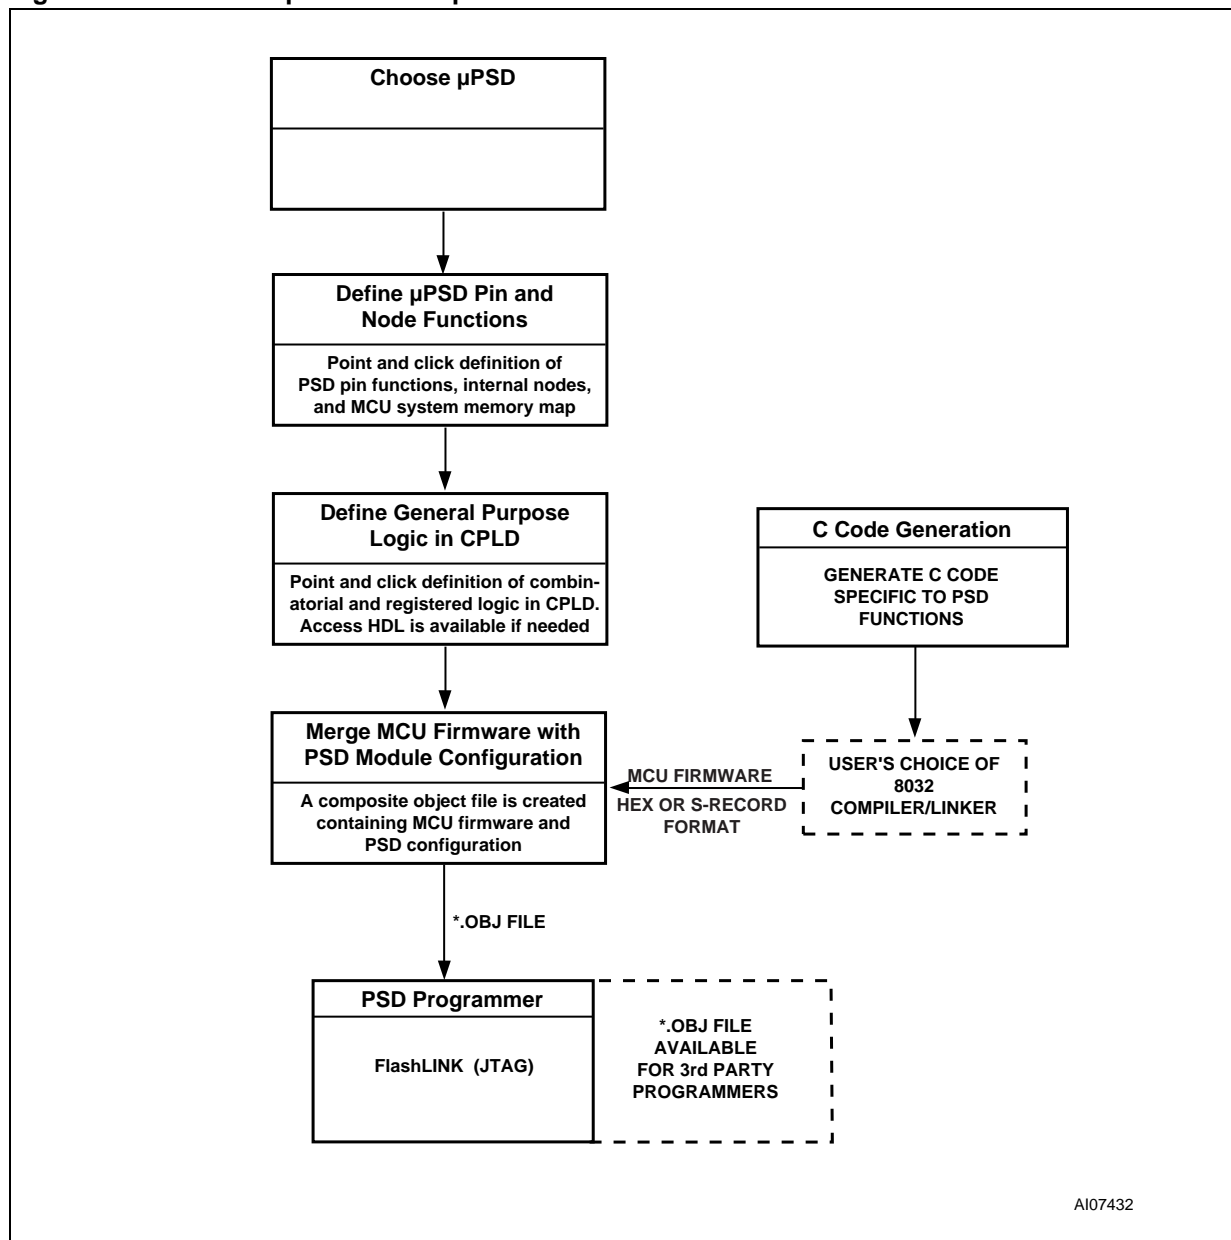 Choose µPSD
Define µPSD Pin and
Node Functions
Point and click definition of
PSD pin functions, internal nodes,
and MCU system memory map
Define General Purpose
Logic in CPLD
Point and click definition of combin-
atorial and registered logic in CPLD.
Access HDL is available if needed
C Code Generation
GENERATE C CODE
SPECIFIC TO PSD
FUNCTIONS
Merge MCU Firmware with
PSD Module Configuration
A composite object file is created
containing MCU firmware and
PSD configuration
MCU FIRMWARE
HEX OR S-RECORD
FORMAT
USER'S CHOICE OF
8032
COMPILER/LINKER
*.OBJ FILE
PSD Programmer
FlashLINK (JTAG)
*.OBJ FILE
AVAILABLE
FOR 3rd PARTY
PROGRAMMERS
AI07432